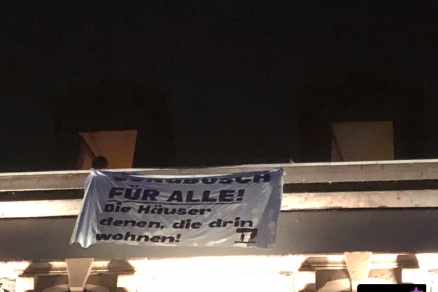 FÜR ALLE!
Die Häuser
denen, die drin
wohnen!